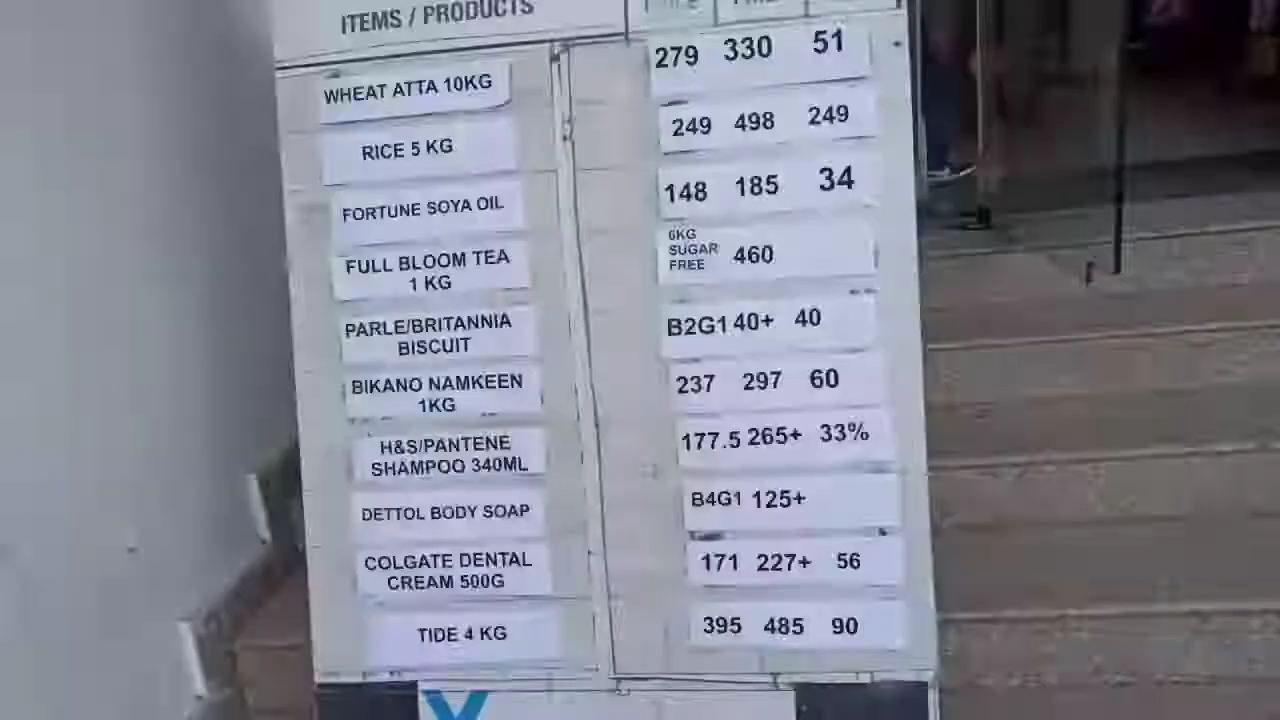 ITEMS / PRODUCTS
WHEAT ATTA 10KG 279 330 51
RICE 5 KG 249 498 249
FORTUNE SOYA OIL 148 185 34
FULL BLOOM TEA
1 KG
6KG
SUGAR
FREE
460
PARLE/BRITANNIA
BISCUIT
B2G1 40+ 40
BIKANO NAMKEEN
1KG
237 297 60
H&S/PANTENE
SHAMPOO 340ML
177.5 265+ 33%
DETTOL BODY SOAP B4G1 125+
COLGATE DENTAL
CREAM 500G
171 227+ 56
TIDE 4 KG 395 485 90